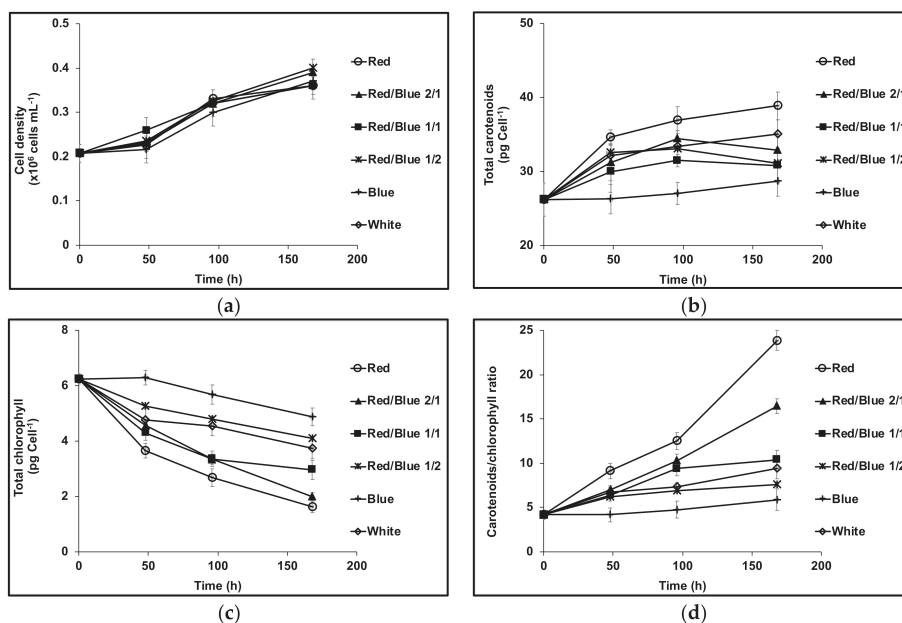 0.5
0.4
0.3
0.2
0.1
0
0
50
100
150
200
Cell density
(x10⁶ cells mL⁻¹)
Time (h)
Red
Red/Blue 2/1
Red/Blue 1/1
Red/Blue 1/2
Blue
White
(a)
50
40
30
20
0
50
100
150
200
Total carotenoids
(pg Cell⁻¹)
Time (h)
Red
Red/Blue 2/1
Red/Blue 1/1
Red/Blue 1/2
Blue
White
(b)
8
6
4
2
0
0
50
100
150
200
Total chlorophyll
(pg Cell⁻¹)
Time (h)
Red
Red/Blue 2/1
Red/Blue 1/1
Red/Blue 1/2
Blue
White
(c)
25
20
15
10
5
0
0
50
100
150
200
Carotenoids/chlorophyll ratio
Time (h)
Red
Red/Blue 2/1
Red/Blue 1/1
Red/Blue 1/2
Blue
White
(d)